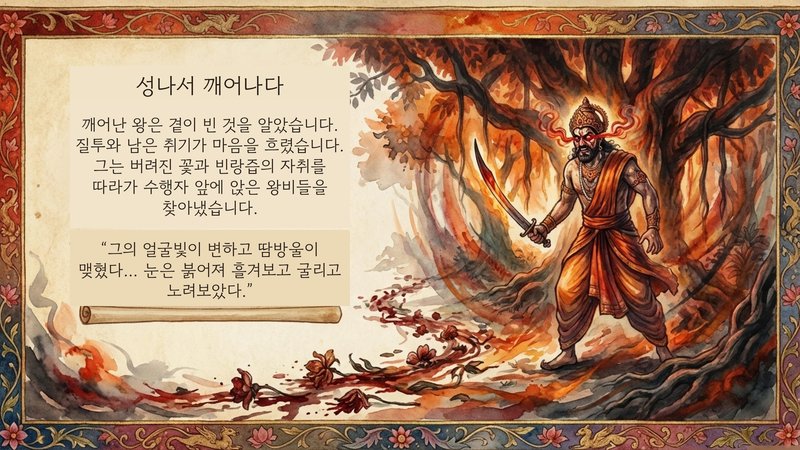 성나서 깨어나다
깨어난 왕은 곁이 빈 것을 알았습니다.
질투와 남은 취기가 마음을 흐렸습니다.
그는 버려진 꽃과 빈랑즙의 자취를
따라가 수행자 앞에 앉은 왕비들을
찾아냈습니다.
“그의 얼굴빛이 변하고 땀방울이
맺혔다... 눈은 붉어져 흘겨보고 굴리고
노려보았다.”